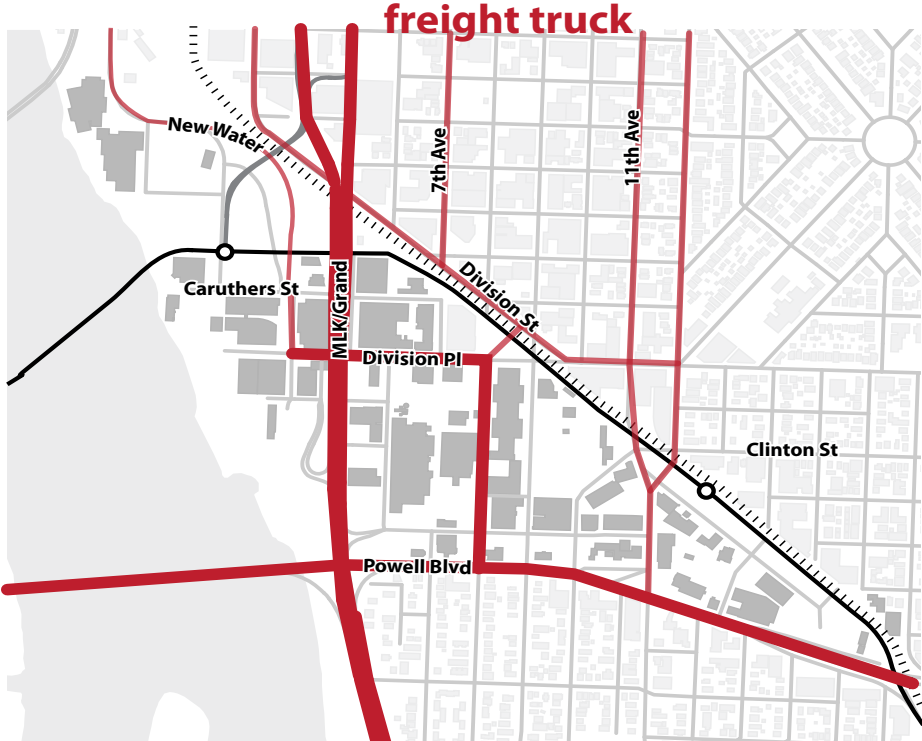 freight truck
New Water
7th Ave
11th Ave
Division St
Caruthers St
MLK/Grand
Division Pl
Clinton St
Powell Blvd